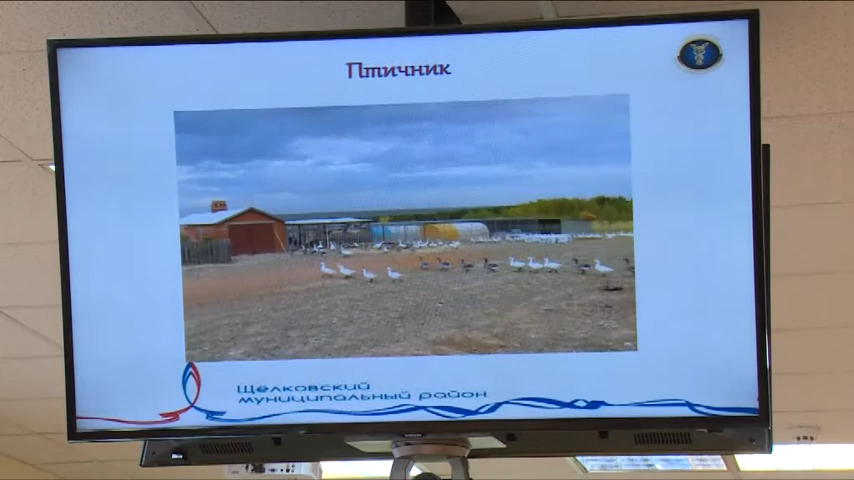 Птичник
Щёлковский
муниципальный район